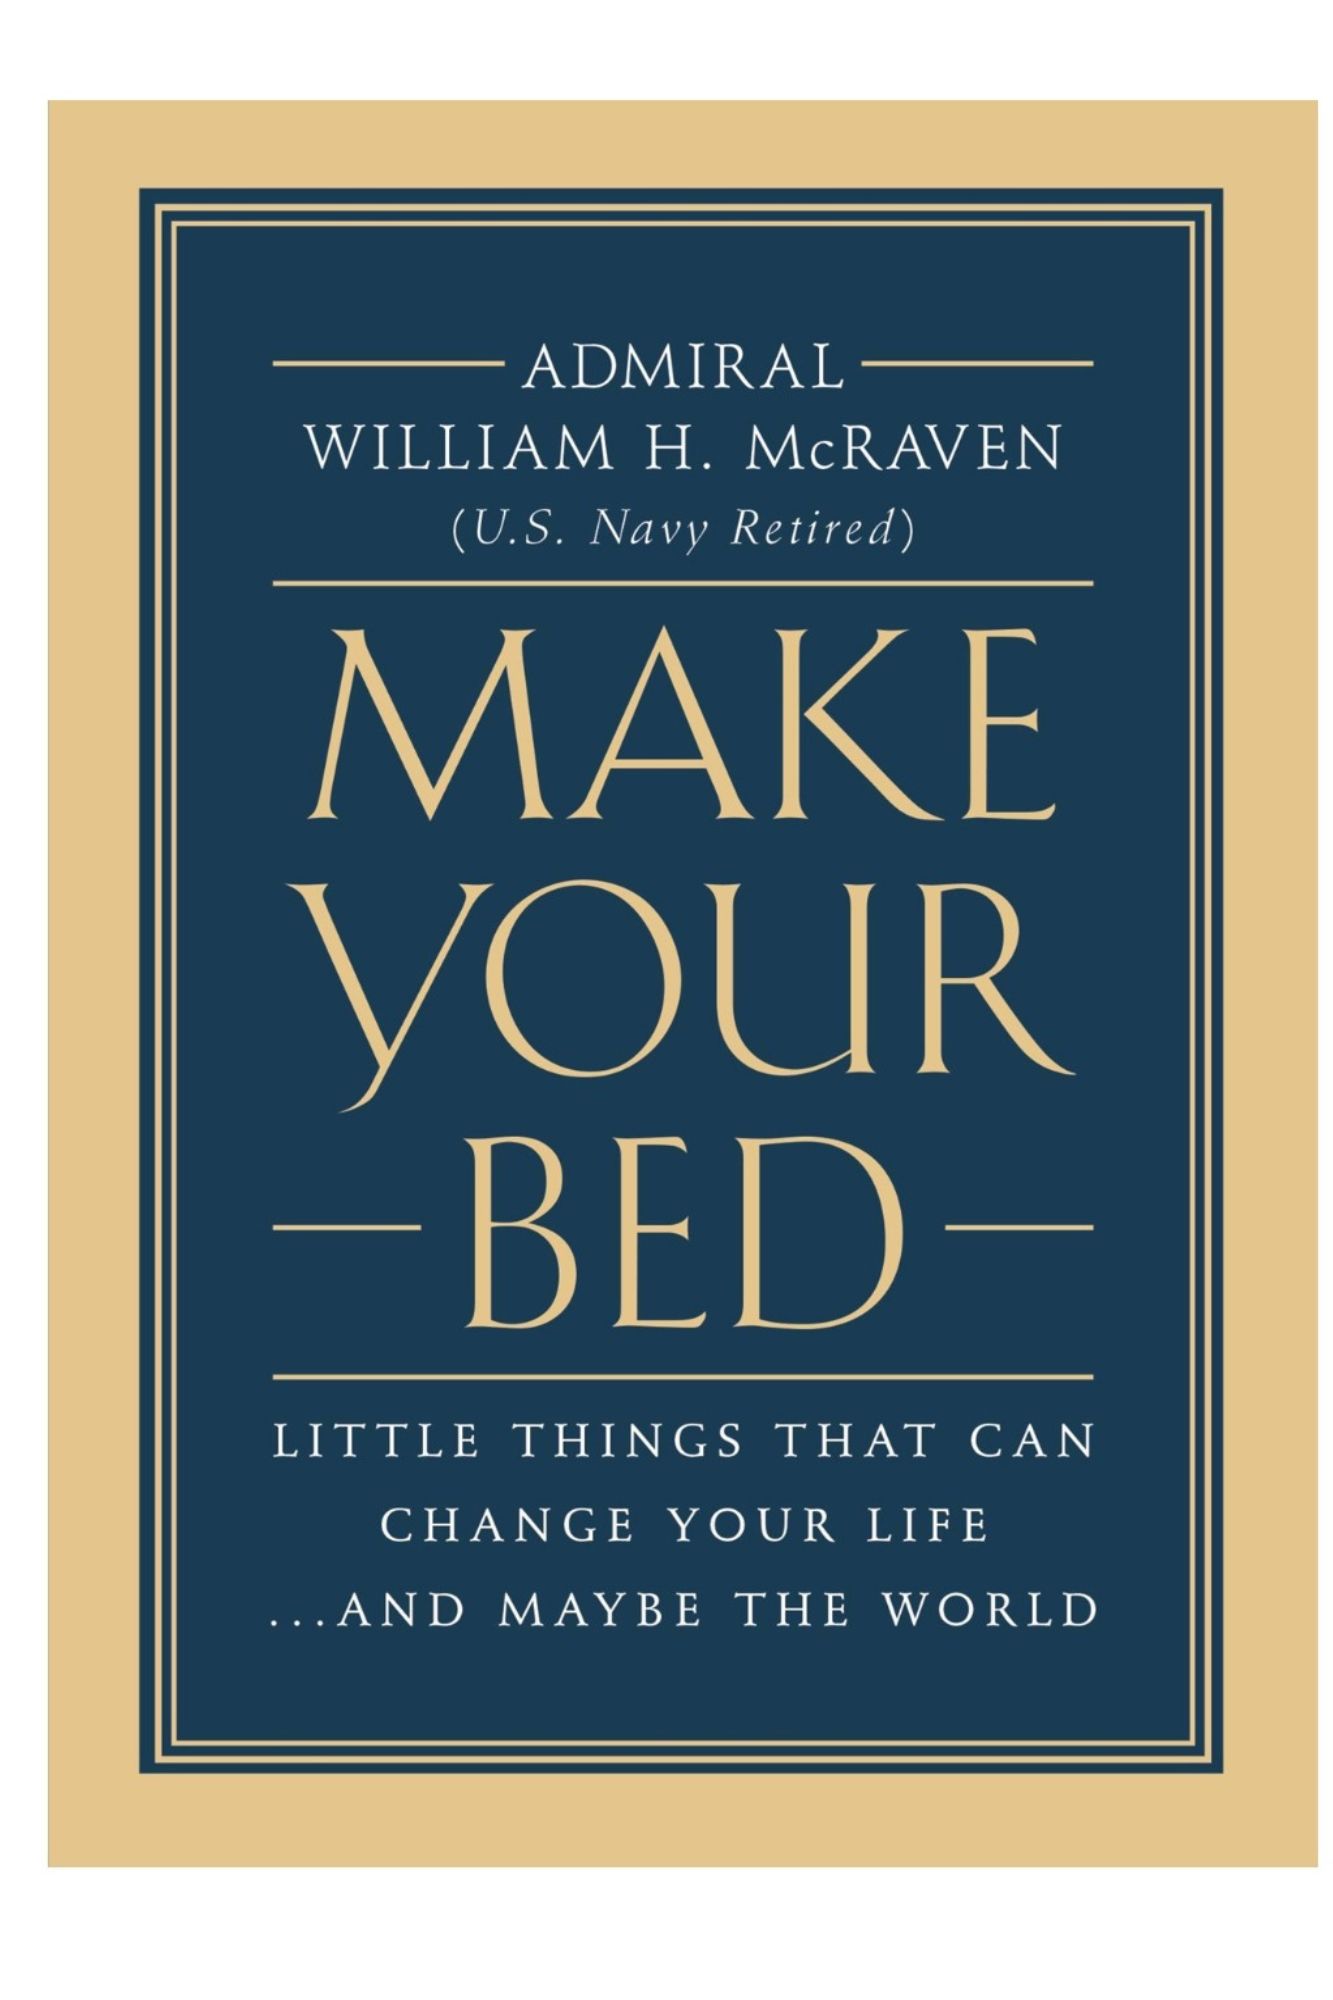 ADMIRAL
WILLIAM H. McRAVEN
(U.S. Navy Retired)
MAKE
YOUR
BED
LITTLE THINGS THAT CAN
CHANGE YOUR LIFE
...AND MAYBE THE WORLD